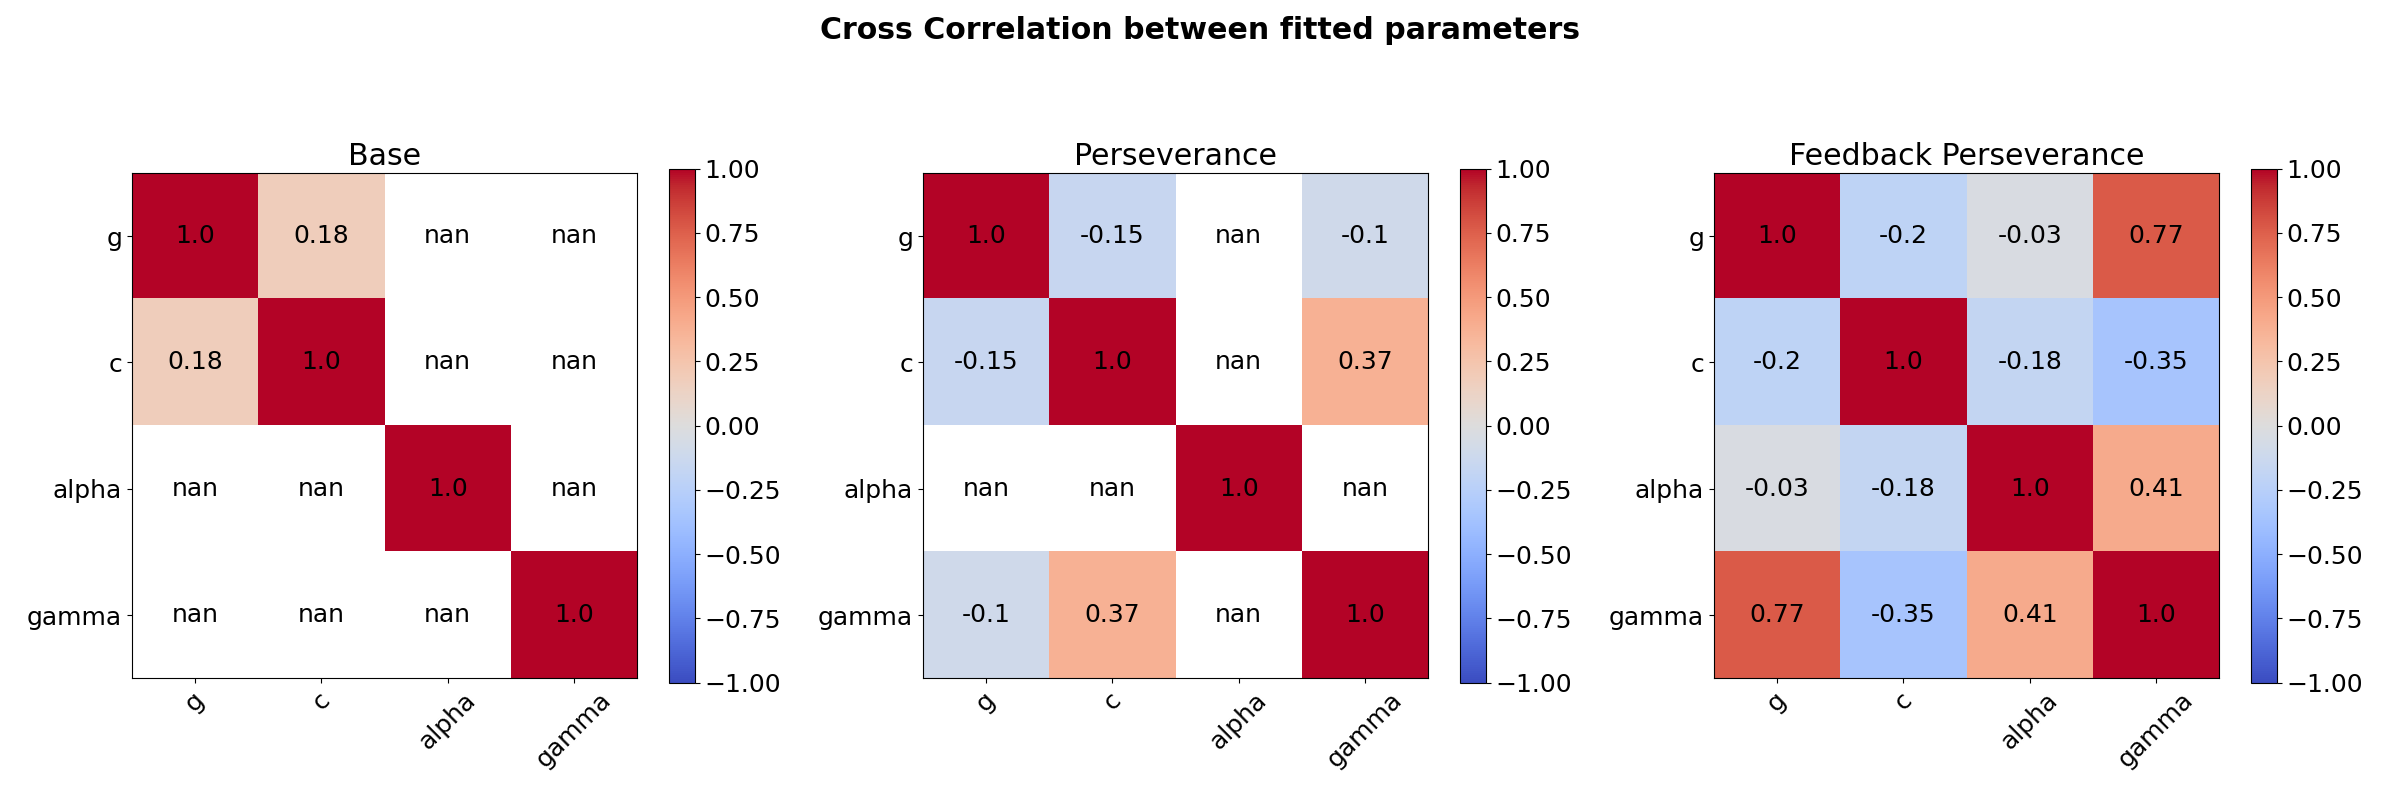 Cross Correlation between fitted parameters
Base
g 1.0 0.18 nan nan
c 0.18 1.0 nan nan
alpha nan nan 1.0 nan
gamma nan nan nan 1.0
g c alpha gamma
1.00
0.75
0.50
0.25
0.00
−0.25
−0.50
−0.75
−1.00
Perseverance
g 1.0 -0.15 nan -0.1
c -0.15 1.0 nan 0.37
alpha nan nan 1.0 nan
gamma -0.1 0.37 nan 1.0
g c alpha gamma
1.00
0.75
0.50
0.25
0.00
−0.25
−0.50
−0.75
−1.00
Feedback Perseverance
g 1.0 -0.2 -0.03 0.77
c -0.2 1.0 -0.18 -0.35
alpha -0.03 -0.18 1.0 0.41
gamma 0.77 -0.35 0.41 1.0
g c alpha gamma
1.00
0.75
0.50
0.25
0.00
−0.25
−0.50
−0.75
−1.00